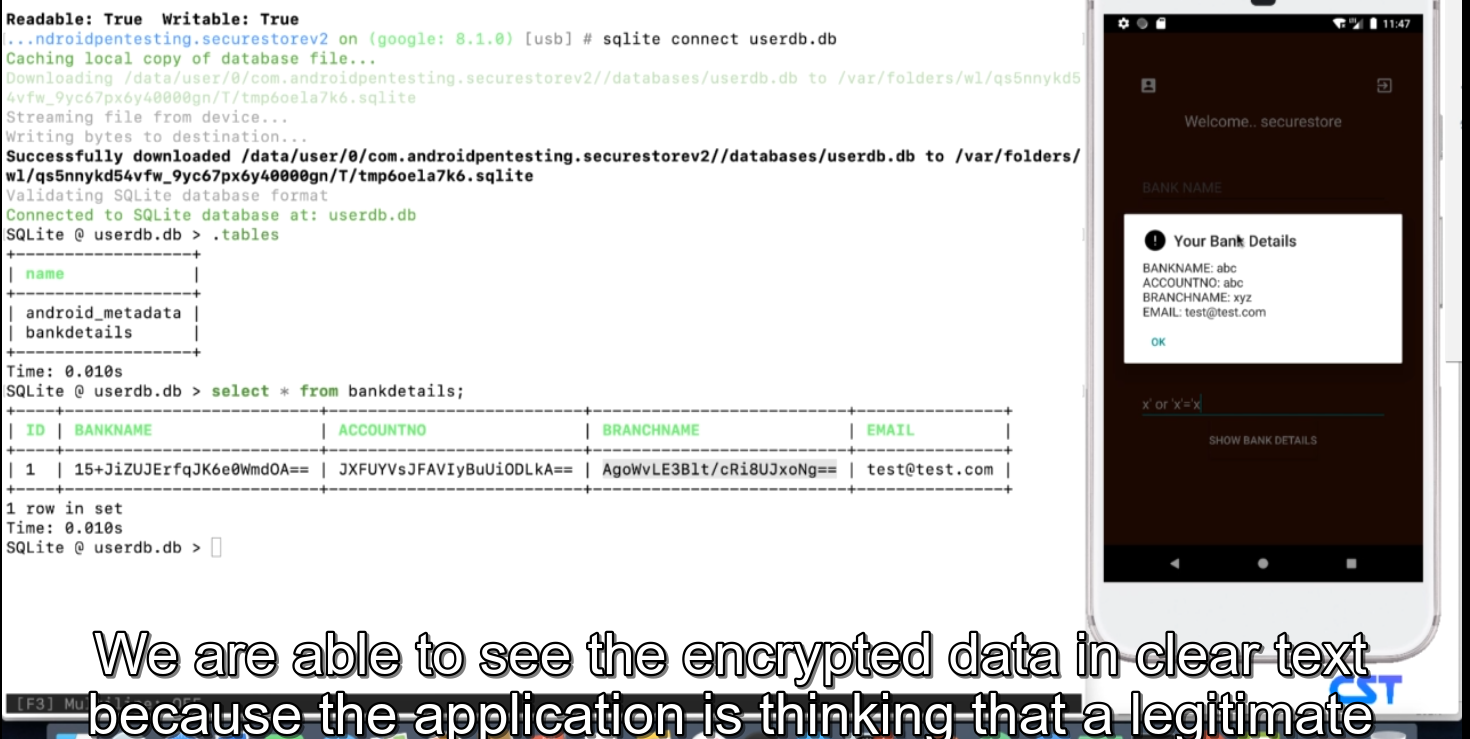 Readable: True  Writable: True
...ndroidpentesting.securestorev2 on (google: 8.1.0) [usb] # sqlite connect userdb.db
Caching local copy of database file...
Downloading /data/user/0/com.androidpentesting.securestorev2//databases/userdb.db to /var/folders/wl/qs5nnykd5
4vfw_9yc67px6y40000gn/T/tmp6oela7k6.sqlite
Streaming file from device...
Writing bytes to destination...
Successfully downloaded /data/user/0/com.androidpentesting.securestorev2//databases/userdb.db to /var/folders/
wl/qs5nnykd54vfw_9yc67px6y40000gn/T/tmp6oela7k6.sqlite
Validating SQLite database format
Connected to SQLite database at: userdb.db
SQLite @ userdb.db > .tables
name
android_metadata
bankdetails
Time: 0.010s
SQLite @ userdb.db > select * from bankdetails;
| ID | BANKNAME | ACCOUNTNO | BRANCHNAME | EMAIL |
| 1 | 15+JiZUJErfqJK6e0WmdOA== | JXFUYVsJFAVIyBuUiODLkA== | AgoWvLE3Blt/cRi8UJxoNg== | test@test.com |
1 row in set
Time: 0.010s
SQLite @ userdb.db >
11:47
Welcome.. securestore
BANK NAME
Your Bank Details
BANKNAME: abc
ACCOUNTNO: abc
BRANCHNAME: xyz
EMAIL: test@test.com
OK
x' or 'x'='x
SHOW BANK DETAILS
We are able to see the encrypted data in clear text
because the application is thinking that a legitimate
CST
[F3]